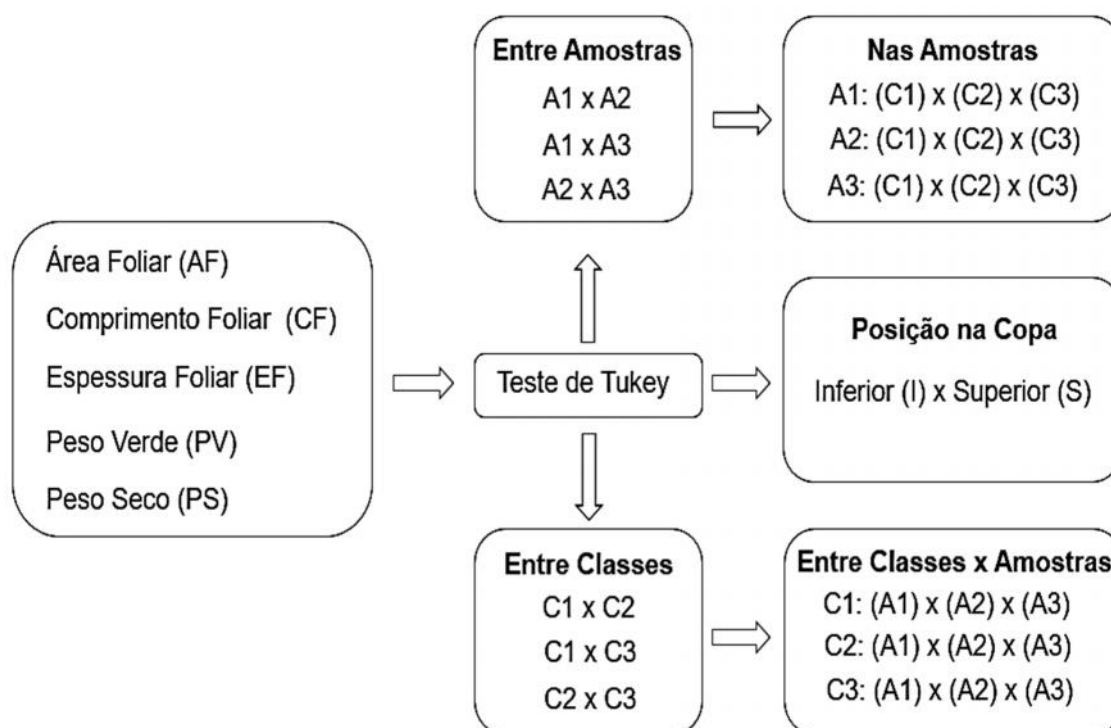 Entre Amostras
A1 x A2
A1 x A3
A2 x A3
Nas Amostras
A1: (C1) x (C2) x (C3)
A2: (C1) x (C2) x (C3)
A3: (C1) x (C2) x (C3)
Área Foliar (AF)
Comprimento Foliar (CF)
Espessura Foliar (EF)
Peso Verde (PV)
Peso Seco (PS)
Teste de Tukey
Posição na Copa
Inferior (I) x Superior (S)
Entre Classes
C1 x C2
C1 x C3
C2 x C3
Entre Classes x Amostras
C1: (A1) x (A2) x (A3)
C2: (A1) x (A2) x (A3)
C3: (A1) x (A2) x (A3)